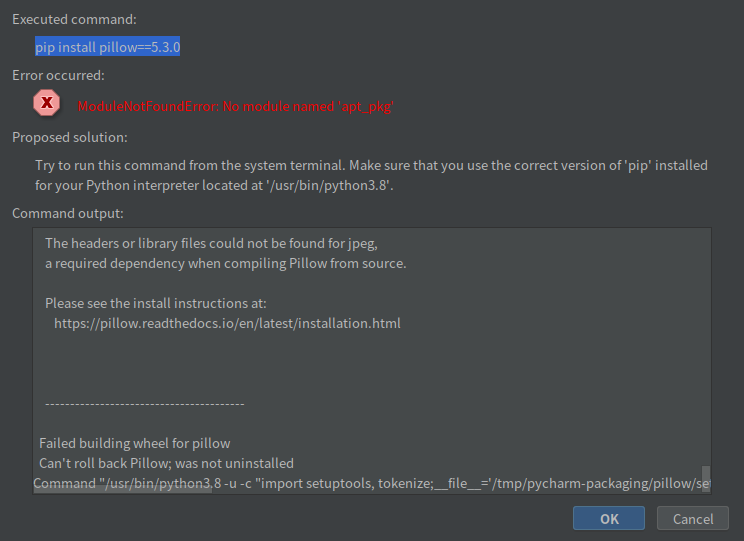 Executed command:
pip install pillow==5.3.0
Error occurred:
X
ModuleNotFoundError: No module named 'apt_pkg'
Proposed solution:
Try to run this command from the system terminal. Make sure that you use the correct version of 'pip' installed
for your Python interpreter located at '/usr/bin/python3.8'.
Command output:
The headers or library files could not be found for jpeg,
a required dependency when compiling Pillow from source.
Please see the install instructions at:
https://pillow.readthedocs.io/en/latest/installation.html
----------------------------------------
Failed building wheel for pillow
Can't roll back Pillow; was not uninstalled
Command "/usr/bin/python3.8 -u -c "import setuptools, tokenize;__file__='/tmp/pycharm-packaging/pillow/set
OK
Cancel